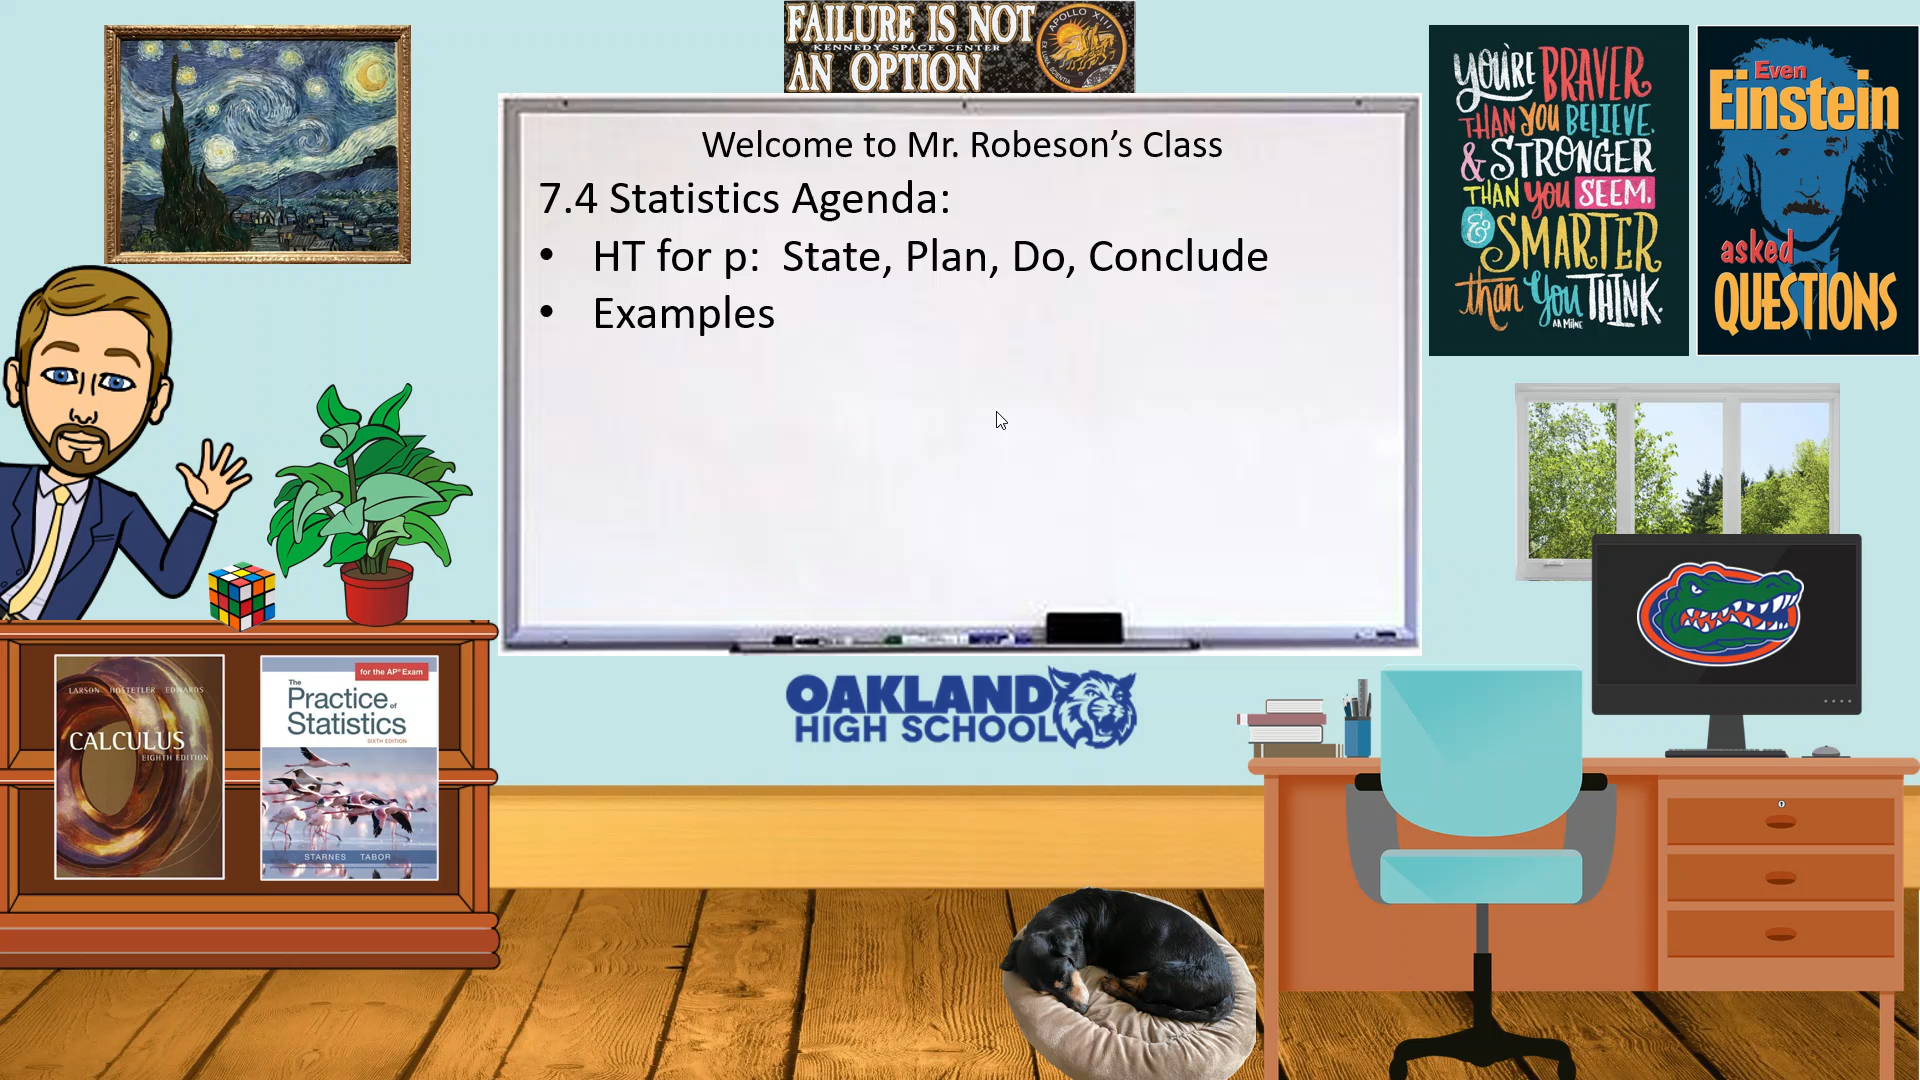 FAILURE IS NOT
KENNEDY SPACE CENTER
AN OPTION
APOLLO XIII
Welcome to Mr. Robeson’s Class
7.4 Statistics Agenda:
• HT for p:  State, Plan, Do, Conclude
• Examples
YOU'RE BRAVER
THAN YOU BELIEVE,
& STRONGER
THAN YOU SEEM,
& SMARTER
than You THINK.
AA Milne
Even
Einstein
asked
QUESTIONS
LARSON HOSTETLER EDWARDS
CALCULUS
EIGHTH EDITION
for the AP® Exam
The
Practice of
Statistics
SIXTH EDITION
STARNES TABOR
OAKLAND
HIGH SCHOOL